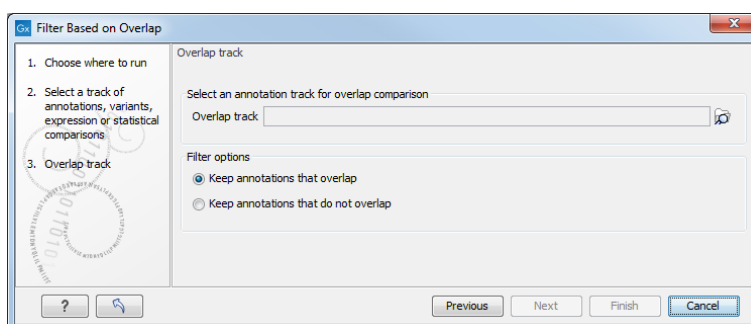 Gx Filter Based on Overlap
1. Choose where to run
2. Select a track of
annotations, variants,
expression or statistical
comparisons
3. Overlap track
Overlap track
Select an annotation track for overlap comparison
Overlap track
Filter options
Keep annotations that overlap
Keep annotations that do not overlap
? Previous Next Finish Cancel